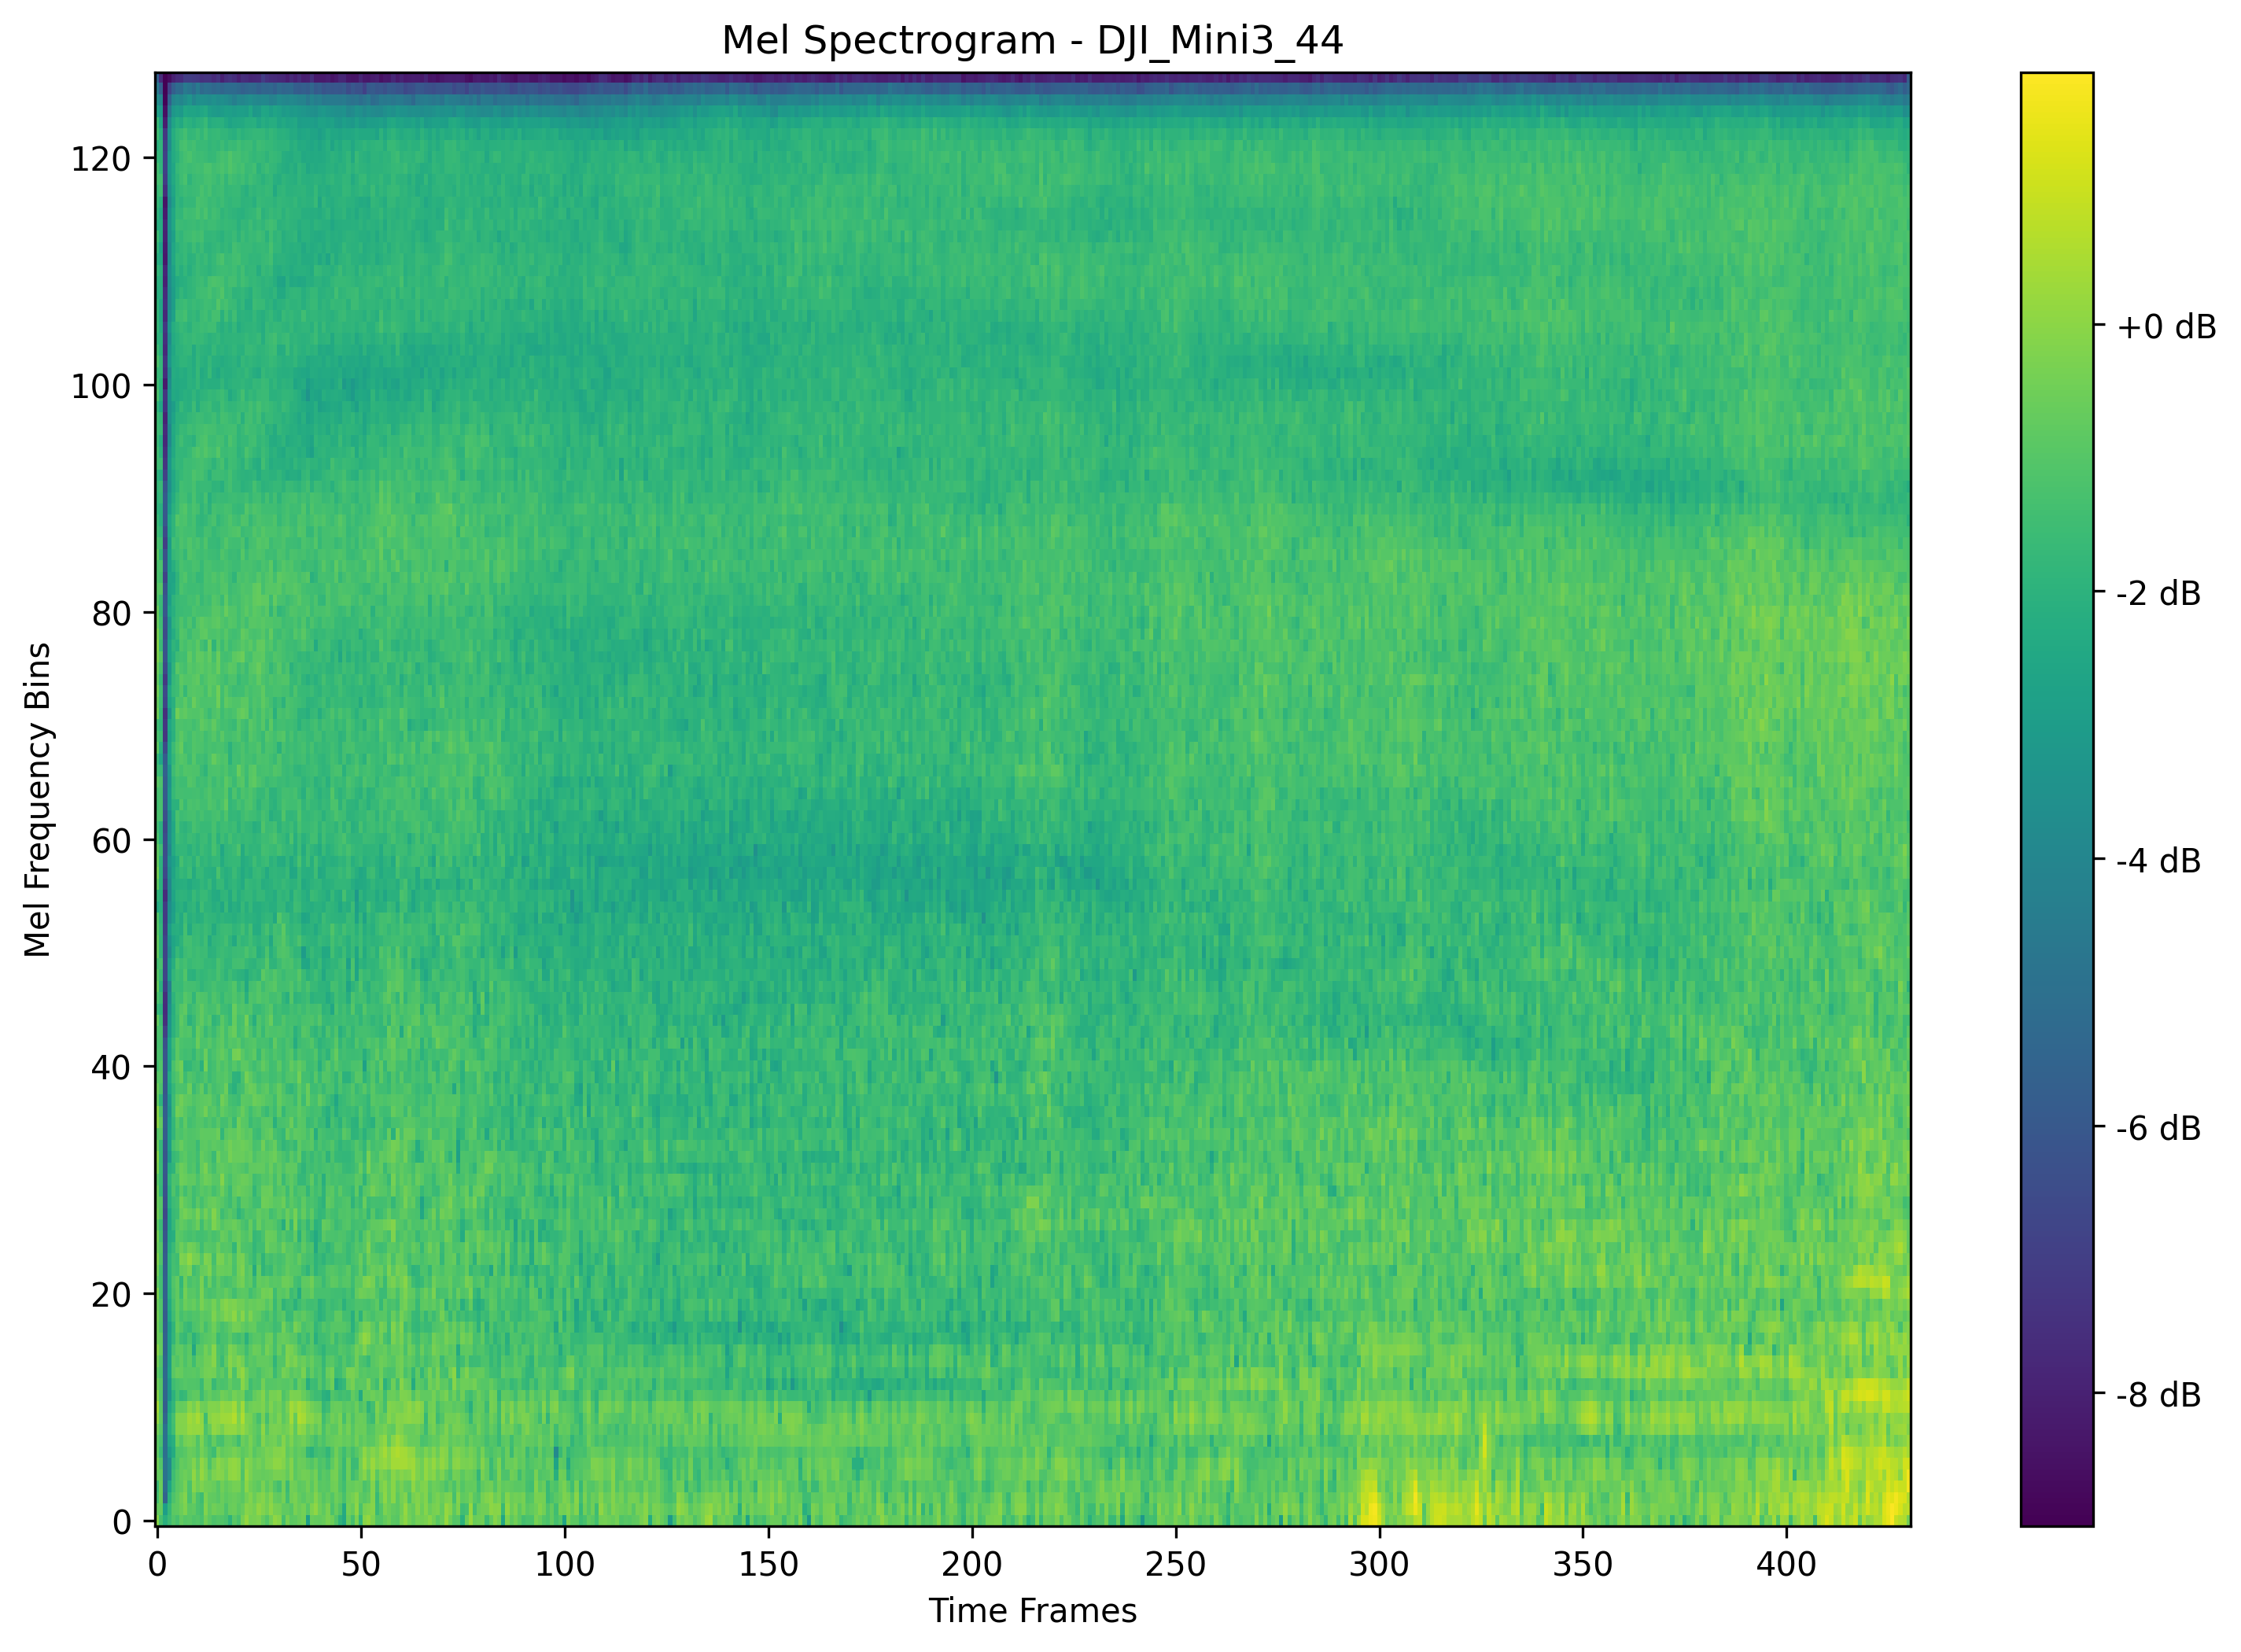 Mel Spectrogram - DJI_Mini3_44
120
100
80
60
40
20
0
Mel Frequency Bins
0 50 100 150 200 250 300 350 400
Time Frames
+0 dB
-2 dB
-4 dB
-6 dB
-8 dB